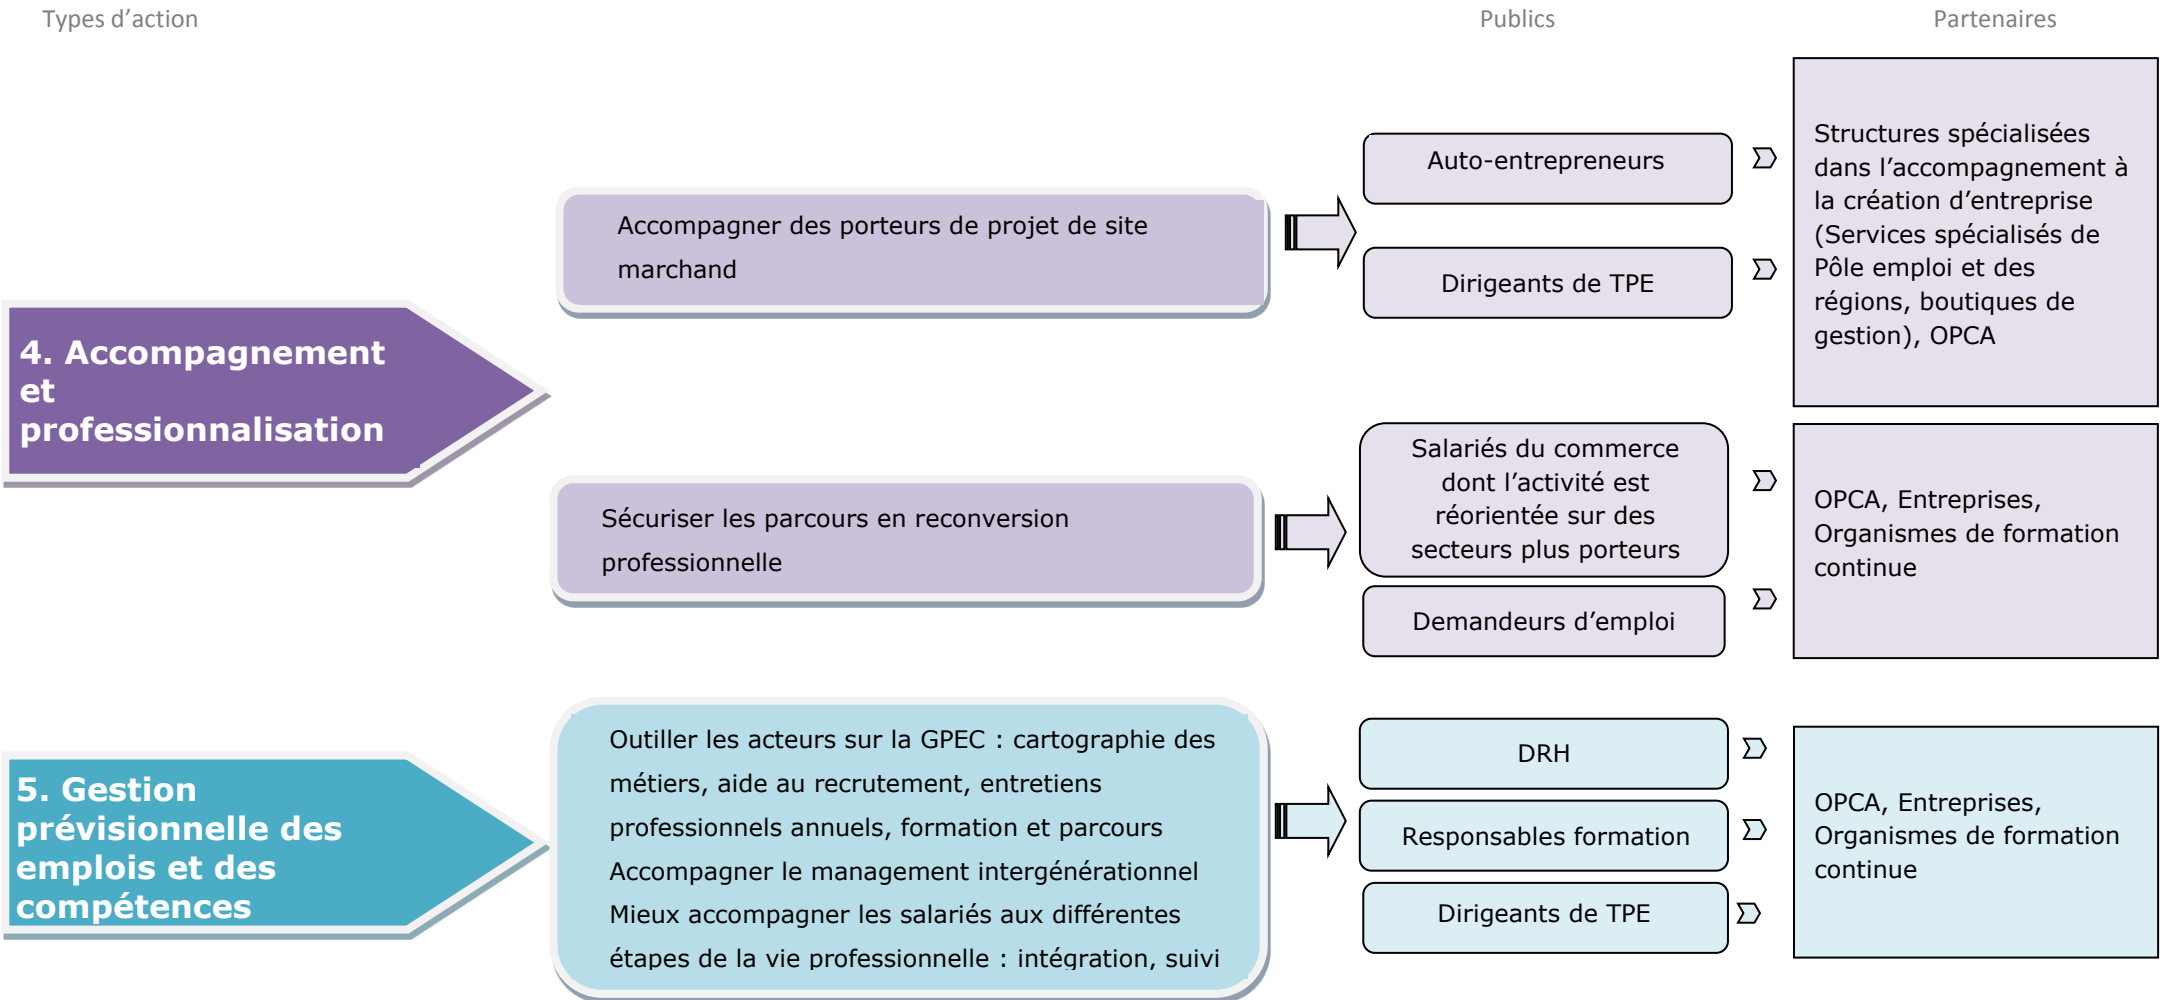 Types d’action
Publics
Partenaires
4. Accompagnement
et
professionnalisation
Accompagner des porteurs de projet de site
marchand
Auto-entrepreneurs
Dirigeants de TPE
Structures spécialisées
dans l’accompagnement à
la création d’entreprise
(Services spécialisés de
Pôle emploi et des
régions, boutiques de
gestion), OPCA
Sécuriser les parcours en reconversion
professionnelle
Salariés du commerce
dont l’activité est
réorientée sur des
secteurs plus porteurs
Demandeurs d’emploi
OPCA, Entreprises,
Organismes de formation
continue
5. Gestion
prévisionnelle des
emplois et des
compétences
Outiller les acteurs sur la GPEC : cartographie des
métiers, aide au recrutement, entretiens
professionnels annuels, formation et parcours
Accompagner le management intergénérationnel
Mieux accompagner les salariés aux différentes
étapes de la vie professionnelle : intégration, suivi
DRH
Responsables formation
Dirigeants de TPE
OPCA, Entreprises,
Organismes de formation
continue